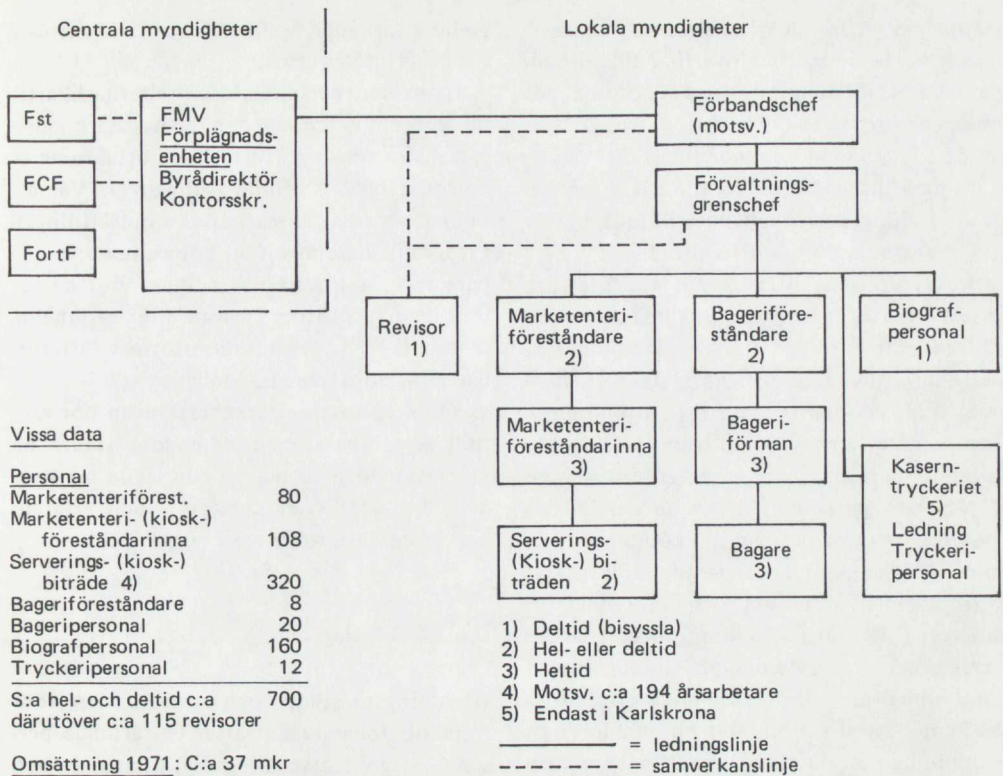 Centrala myndigheter
Lokala myndigheter
Fst
FCF
FortF
FMV
Förplägnads-
enheten
Byrådirektör
Kontorsskr.
Förbandschef
(motsv.)
Förvaltnings-
grenschef
Revisor
1)
Marketenteri-
föreståndare
2)
Bageriföre-
ståndare
2)
Biograf-
personal
1)
Marketenteri-
föreståndarinna
3)
Bageri-
förman
3)
Kasern-
tryckeriet
5)
Ledning
Tryckeri-
personal
Serverings-
(Kiosk-) bi-
träden 2)
Bagare
3)
Vissa data
Personal
Marketenteriförest. 80
Marketenteri- (kiosk-)
föreståndarinna 108
Serverings- (kiosk-)
biträde 4) 320
Bageriföreståndare 8
Bageripersonal 20
Biografpersonal 160
Tryckeripersonal 12
S:a hel- och deltid c:a 700
därutöver c:a 115 revisorer
Omsättning 1971: C:a 37 mkr
1) Deltid (bisyssla)
2) Hel- eller deltid
3) Heltid
4) Motsv. c:a 194 årsarbetare
5) Endast i Karlskrona
= ledningslinje
= samverkanslinje